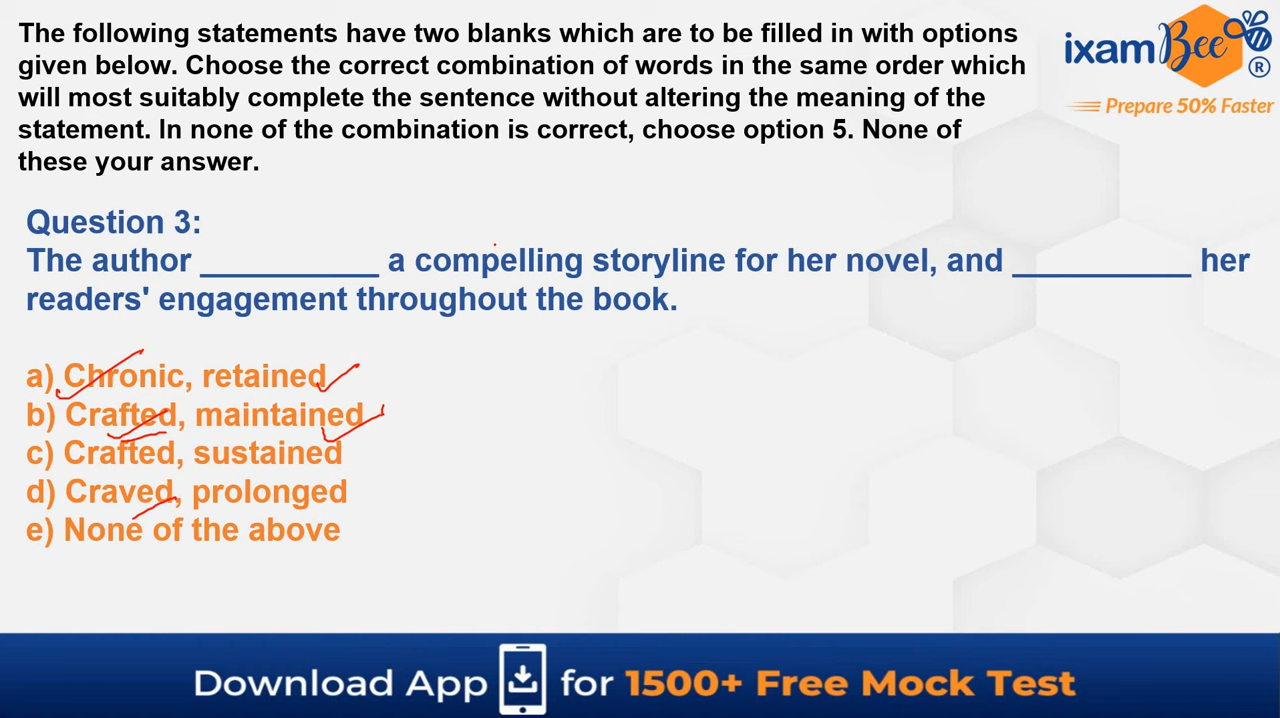 The following statements have two blanks which are to be filled in with options
given below. Choose the correct combination of words in the same order which
will most suitably complete the sentence without altering the meaning of the
statement. In none of the combination is correct, choose option 5. None of
these your answer.
ixamBee
®
Prepare 50% Faster
Question 3:
The author __________ a compelling storyline for her novel, and __________ her
readers' engagement throughout the book.
a) Chronic, retained
b) Crafted, maintained
c) Crafted, sustained
d) Craved, prolonged
e) None of the above
Download App for 1500+ Free Mock Test